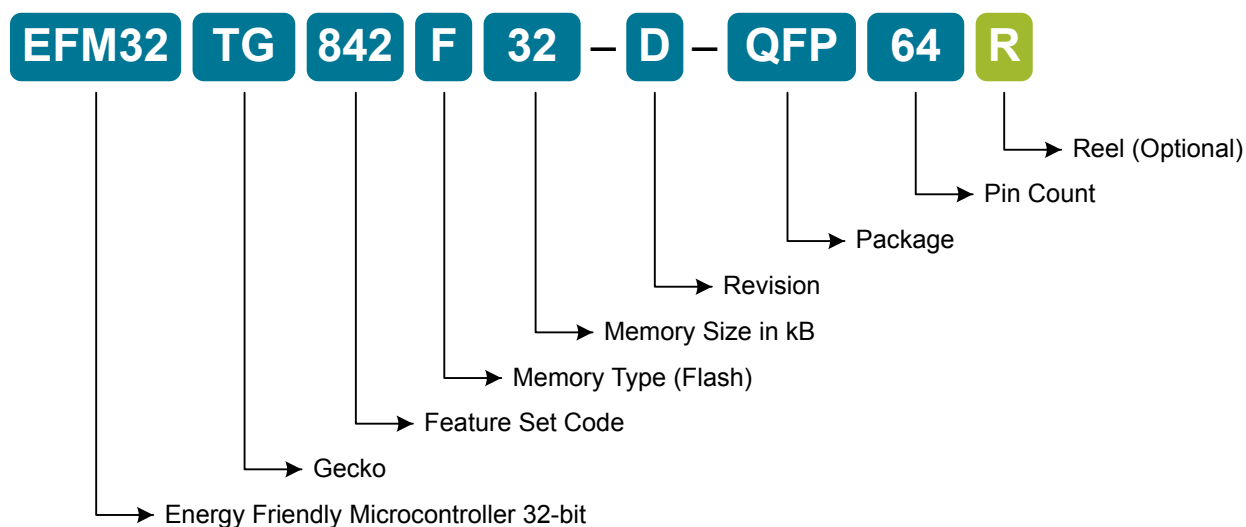 EFM32 TG 842 F 32 – D – QFP 64 R
Reel (Optional)
Pin Count
Package
Revision
Memory Size in kB
Memory Type (Flash)
Feature Set Code
Gecko
Energy Friendly Microcontroller 32-bit